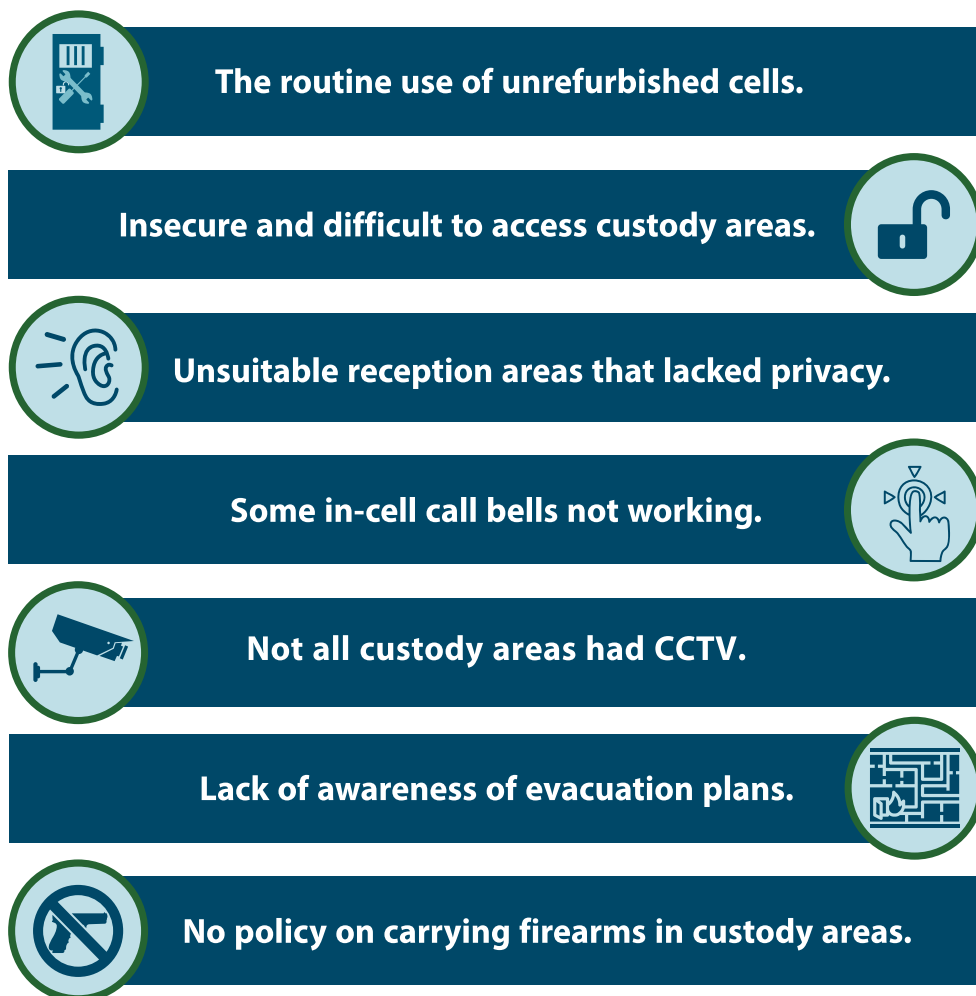 The routine use of unrefurbished cells.
Insecure and difficult to access custody areas.
Unsuitable reception areas that lacked privacy.
Some in-cell call bells not working.
Not all custody areas had CCTV.
Lack of awareness of evacuation plans.
No policy on carrying firearms in custody areas.